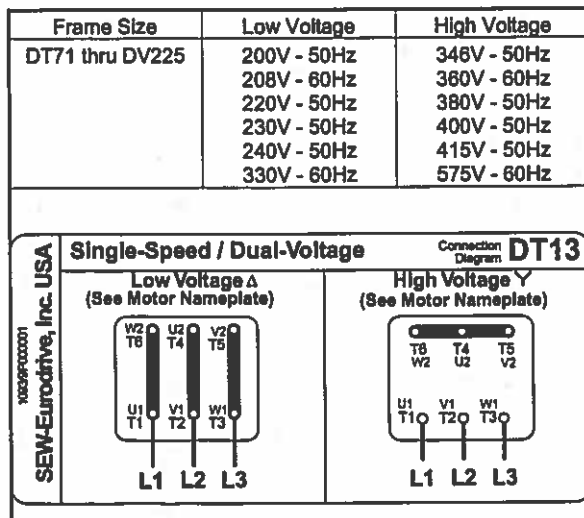 Frame Size Low Voltage High Voltage
DT71 thru DV225 200V - 50Hz 346V - 50Hz
208V - 60Hz 360V - 60Hz
220V - 50Hz 380V - 50Hz
230V - 50Hz 400V - 50Hz
240V - 50Hz 415V - 50Hz
330V - 60Hz 575V - 60Hz
SEW-Eurodrive, Inc. USA
Single-Speed / Dual-Voltage Connection Diagram DT13
Low Voltage Δ
(See Motor Nameplate)
W2 U2 V2
T6 T4 T5
U1 V1 W1
T1 T2 T3
L1 L2 L3
High Voltage Y
(See Motor Nameplate)
T6 T4 T5
W2 U2 V2
U1 V1 W1
T1 T2 T3
L1 L2 L3